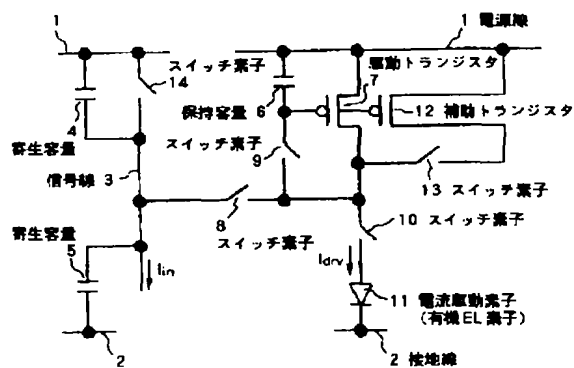 1
1 電源線
スイッチ素子
14
駆動トランジスタ
7
保持容量 6
12 補助トランジスタ
4
寄生容量
スイッチ素子
9
信号線 3
13 スイッチ素子
8
スイッチ素子
10 スイッチ素子
寄生容量
5
Iin
Idrv
11 電流駆動素子
(有機EL素子)
2
2 接地線